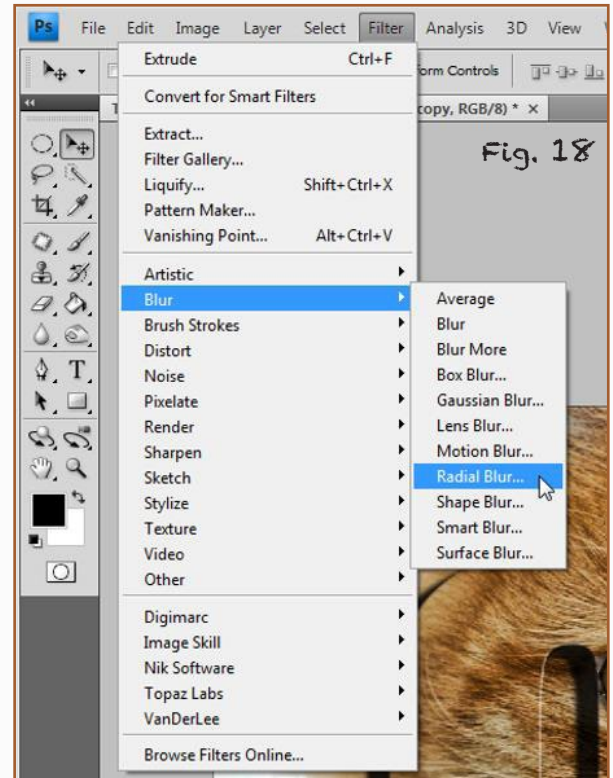 Ps File Edit Image Layer Select Filter Analysis 3D View
Extrude Ctrl+F
Controls
Convert for Smart Filters
copy, RGB/8) * ×
Extract...
Fig. 18
Filter Gallery...
Liquify... Shift+Ctrl+X
Pattern Maker...
Vanishing Point... Alt+Ctrl+V
Artistic
Blur
Brush Strokes
Distort
Noise
Pixelate
Render
Sharpen
Sketch
Stylize
Texture
Video
Other
Average
Blur
Blur More
Box Blur...
Gaussian Blur...
Lens Blur...
Motion Blur...
Radial Blur...
Shape Blur...
Smart Blur...
Surface Blur...
Digimarc
Image Skill
Nik Software
Topaz Labs
VanDerLee
Browse Filters Online...